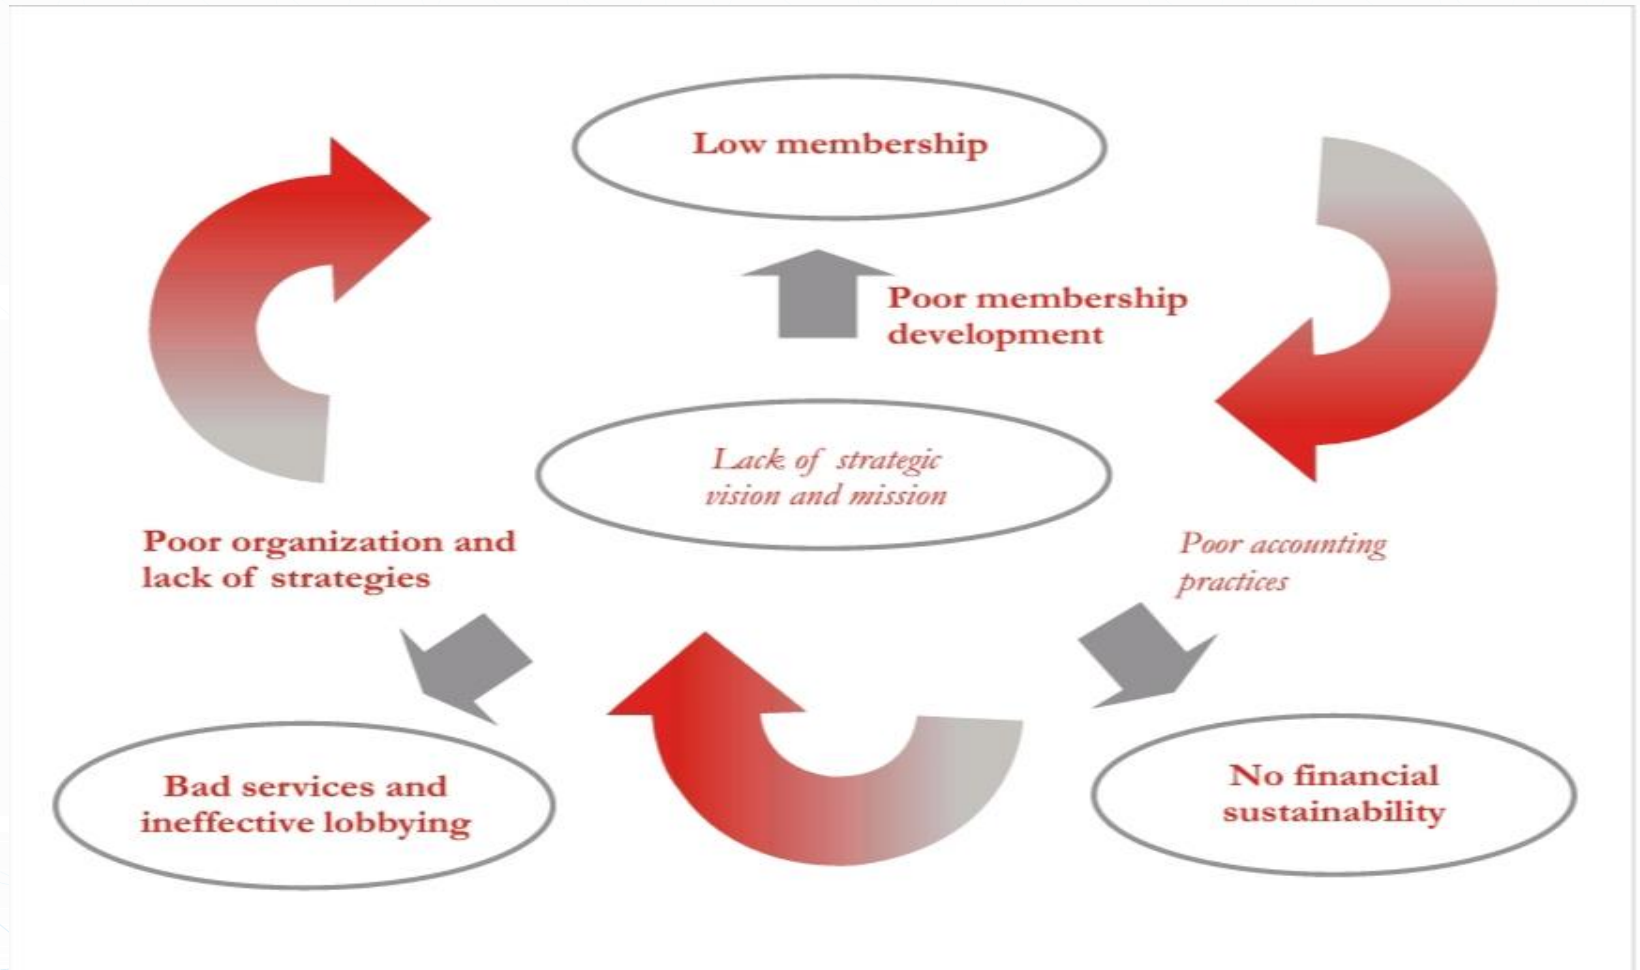 Low membership
Poor membership
development
Lack of strategic
vision and mission
Poor organization and
lack of strategies
Poor accounting
practices
Bad services and
ineffective lobbying
No financial
sustainability